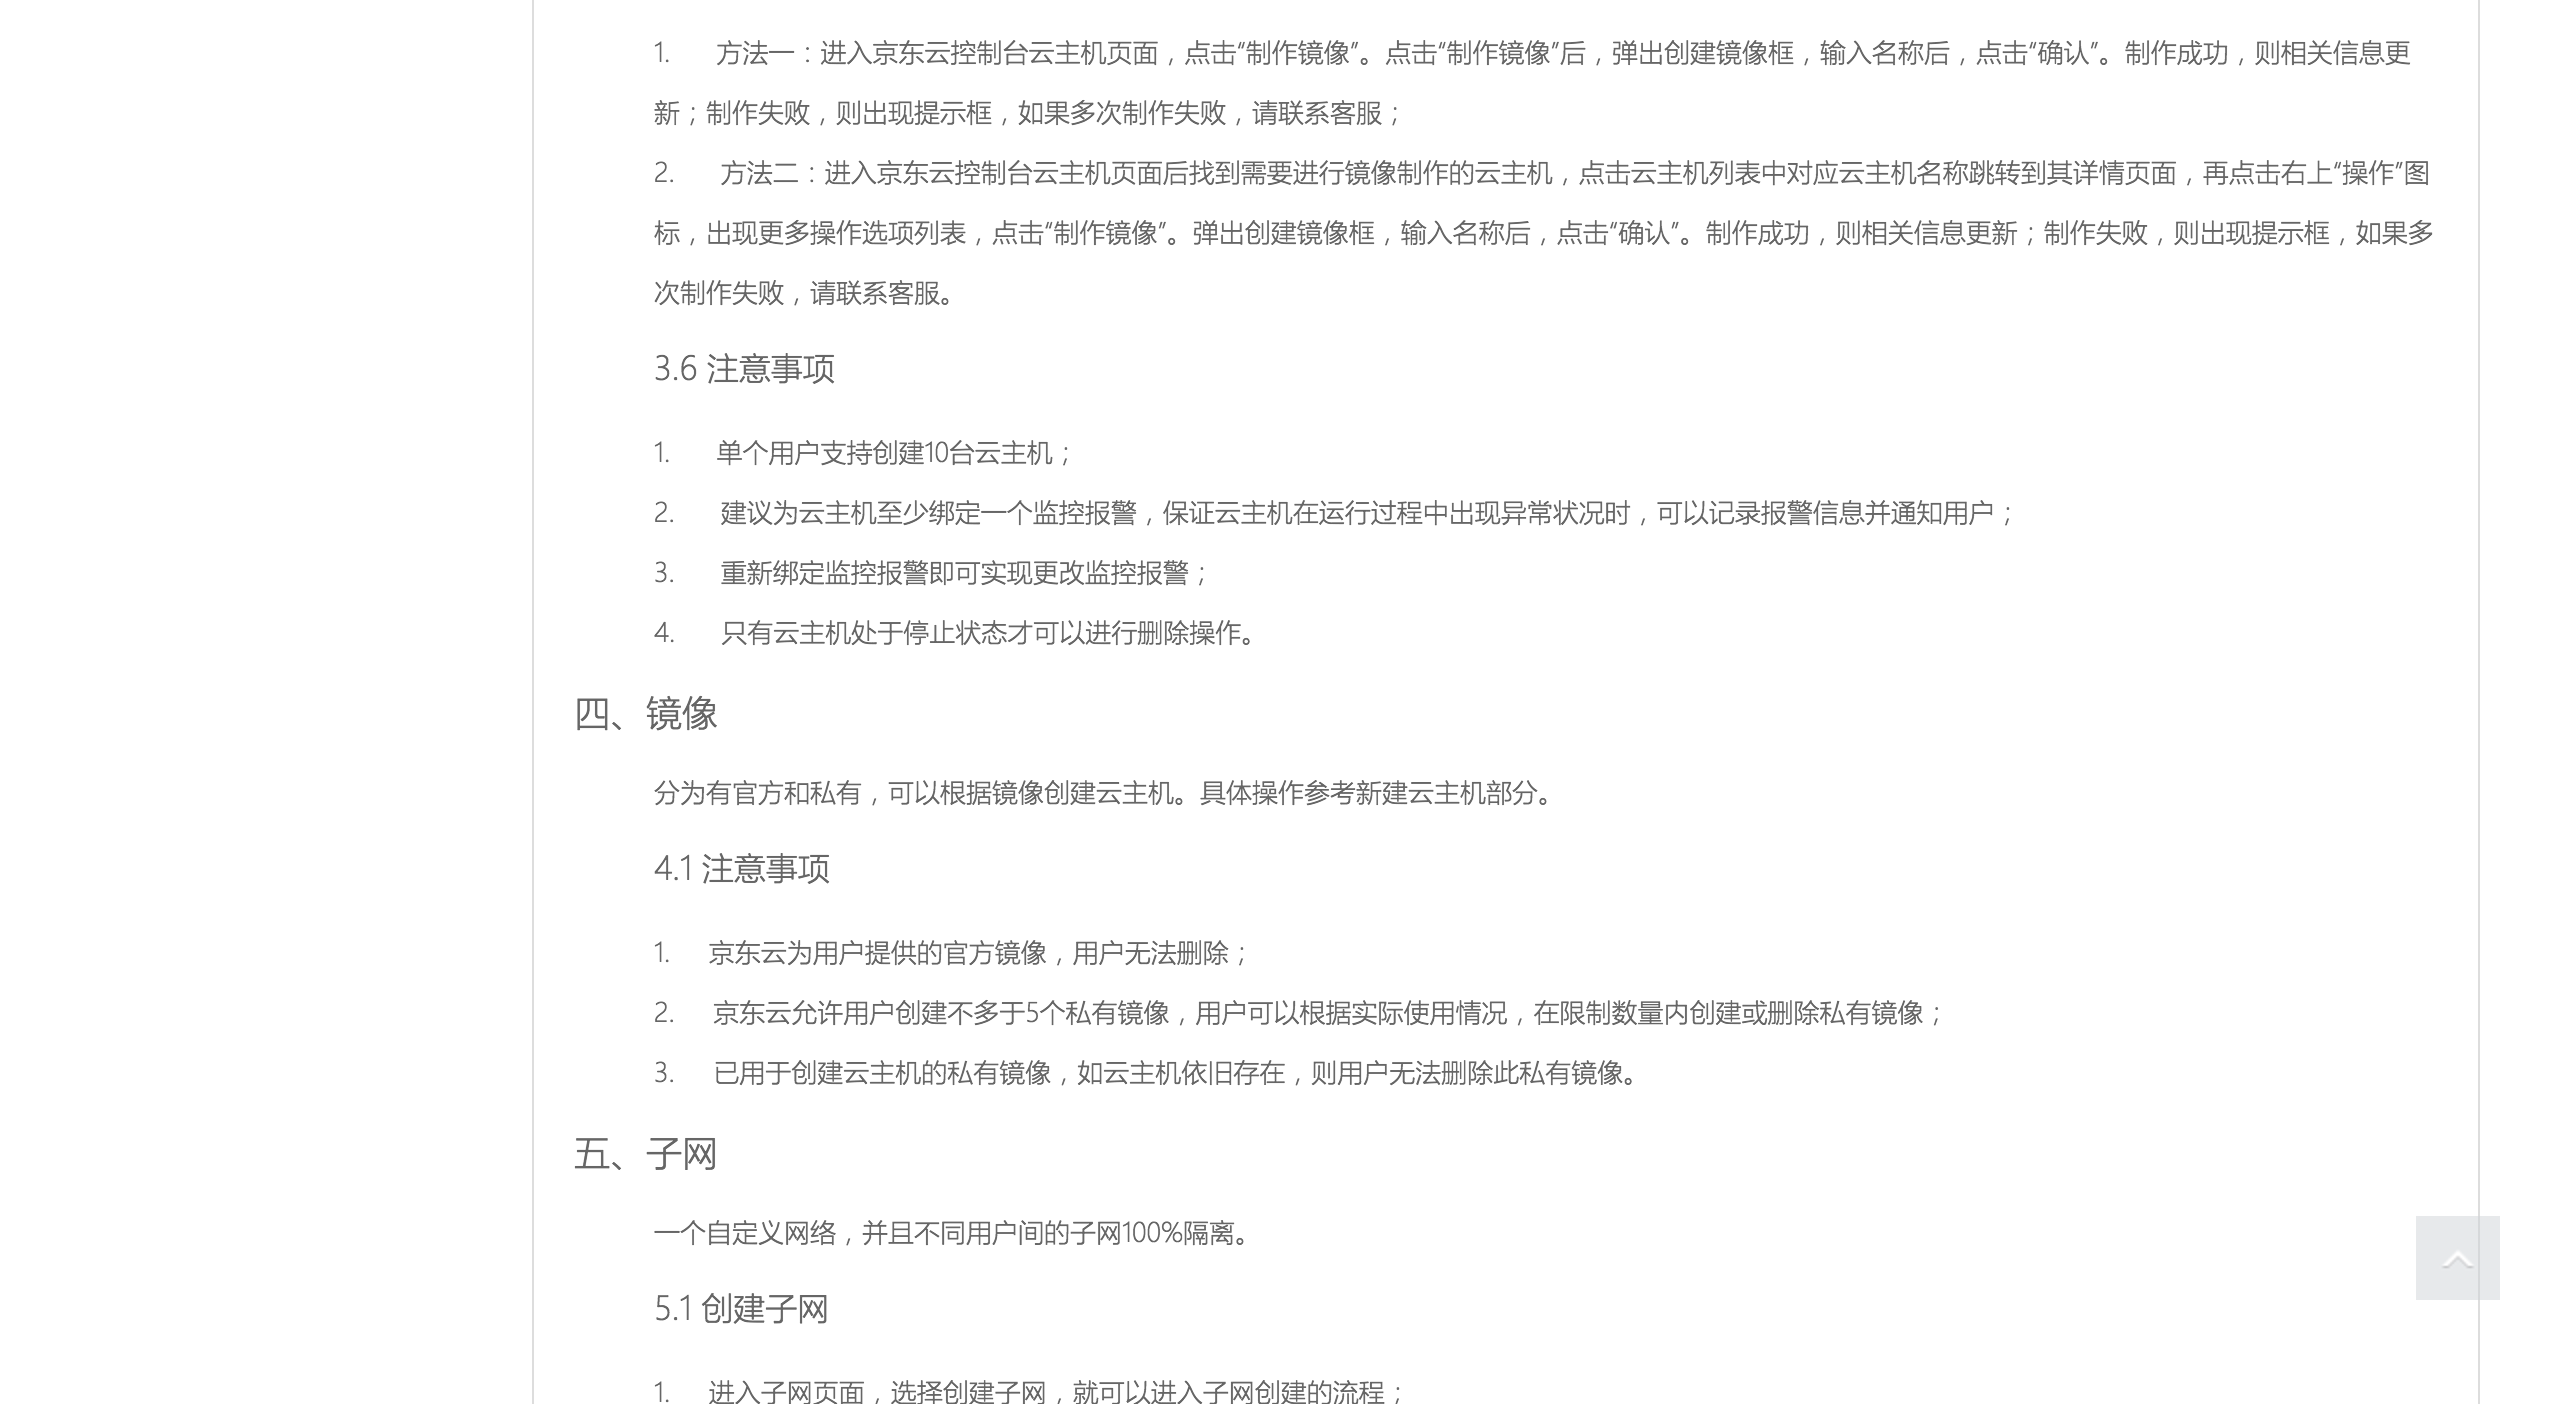 1. 方法一：进入京东云控制台云主机页面，点击“制作镜像”。点击“制作镜像”后，弹出创建镜像框，输入名称后，点击“确认”。制作成功，则相关信息更
新；制作失败，则出现提示框，如果多次制作失败，请联系客服；
2. 方法二：进入京东云控制台云主机页面后找到需要进行镜像制作的云主机，点击云主机列表中对应云主机名称跳转到其详情页面，再点击右上“操作”图
标，出现更多操作选项列表，点击“制作镜像”。弹出创建镜像框，输入名称后，点击“确认”。制作成功，则相关信息更新；制作失败，则出现提示框，如果多
次制作失败，请联系客服。
3.6 注意事项
1. 单个用户支持创建10台云主机；
2. 建议为云主机至少绑定一个监控报警，保证云主机在运行过程中出现异常状况时，可以记录报警信息并通知用户；
3. 重新绑定监控报警即可实现更改监控报警；
4. 只有云主机处于停止状态才可以进行删除操作。
四、镜像
分为有官方和私有，可以根据镜像创建云主机。具体操作参考新建云主机部分。
4.1 注意事项
1. 京东云为用户提供的官方镜像，用户无法删除；
2. 京东云允许用户创建不多于5个私有镜像，用户可以根据实际使用情况，在限制数量内创建或删除私有镜像；
3. 已用于创建云主机的私有镜像，如云主机依旧存在，则用户无法删除此私有镜像。
五、子网
一个自定义网络，并且不同用户间的子网100%隔离。
5.1 创建子网
1. 进入子网页面，选择创建子网，就可以进入子网创建的流程；